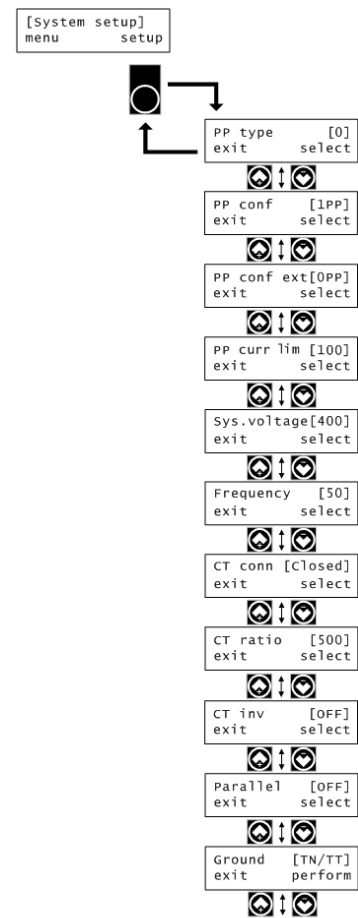 [System setup]
menu setup
PP type [0]
exit select
PP conf [1PP]
exit select
PP conf ext[0PP]
exit select
PP curr lim [100]
exit select
Sys.voltage[400]
exit select
Frequency [50]
exit select
CT conn [Closed]
exit select
CT ratio [500]
exit select
CT inv [OFF]
exit select
Parallel [OFF]
exit select
Ground [TN/TT]
exit perform